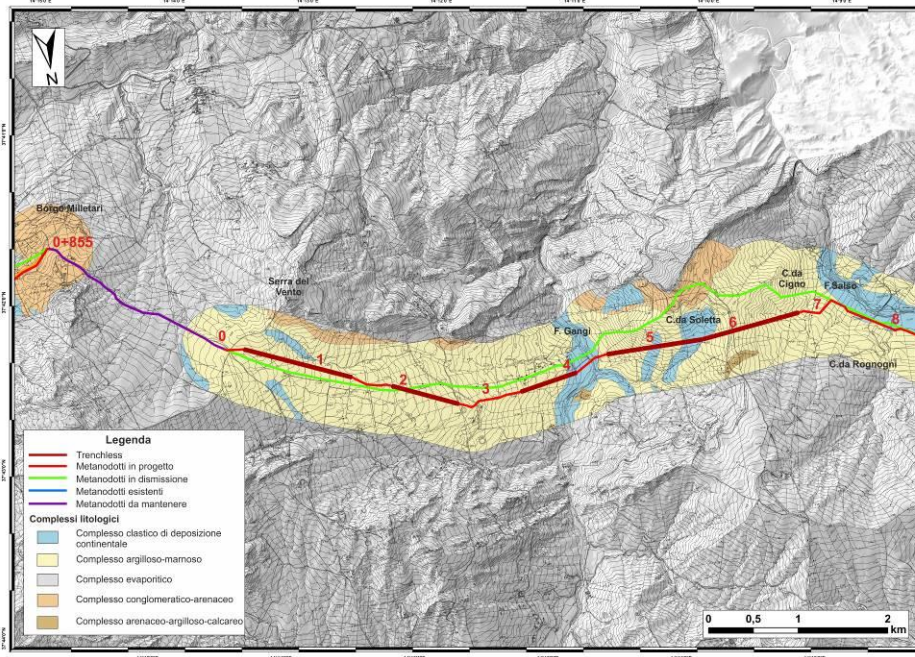 N
Borgo Milletari
0+855
Serra del
Vento
C.da
Cigno
F.Salso
F. Gangi
C.da Soletta
C.da Rognogni
0
1
2
3
4
5
6
7
8
Legenda
Trenchless
Metanodotti in progetto
Metanodotti in dismissione
Metanodotti esistenti
Metanodotti da mantenere
Complessi litologici
Complesso clastico di deposizione
continentale
Complesso argilloso-marnoso
Complesso evaporitico
Complesso conglomeratico-arenaceo
Complesso arenaceo-argilloso-calcareo
0 0,5 1 2
km